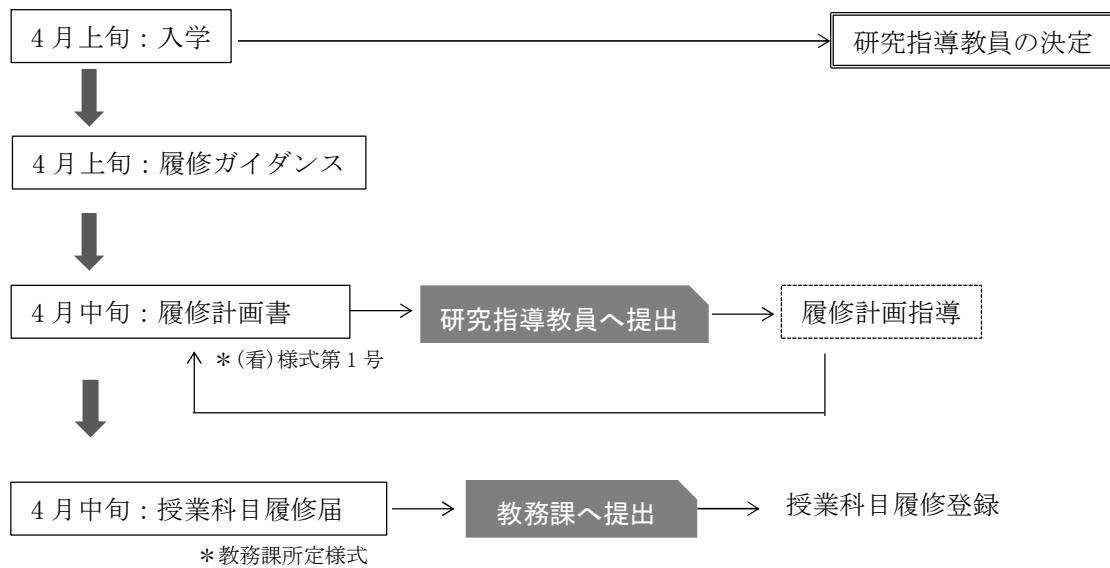 4月上旬：入学
研究指導教員の決定
4月上旬：履修ガイダンス
4月中旬：履修計画書
研究指導教員へ提出
履修計画指導
＊(看)様式第1号
4月中旬：授業科目履修届
教務課へ提出
授業科目履修登録
＊教務課所定様式